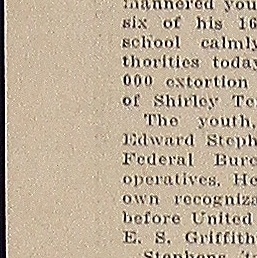 mannered you
six of his 16
school calmly
thorities today
000 extortion
of Shirley Te
The youth,
Edward Steph
Federal Bure
operatives. He
own recogniza
before United
E. S. Griffith
Stephens,